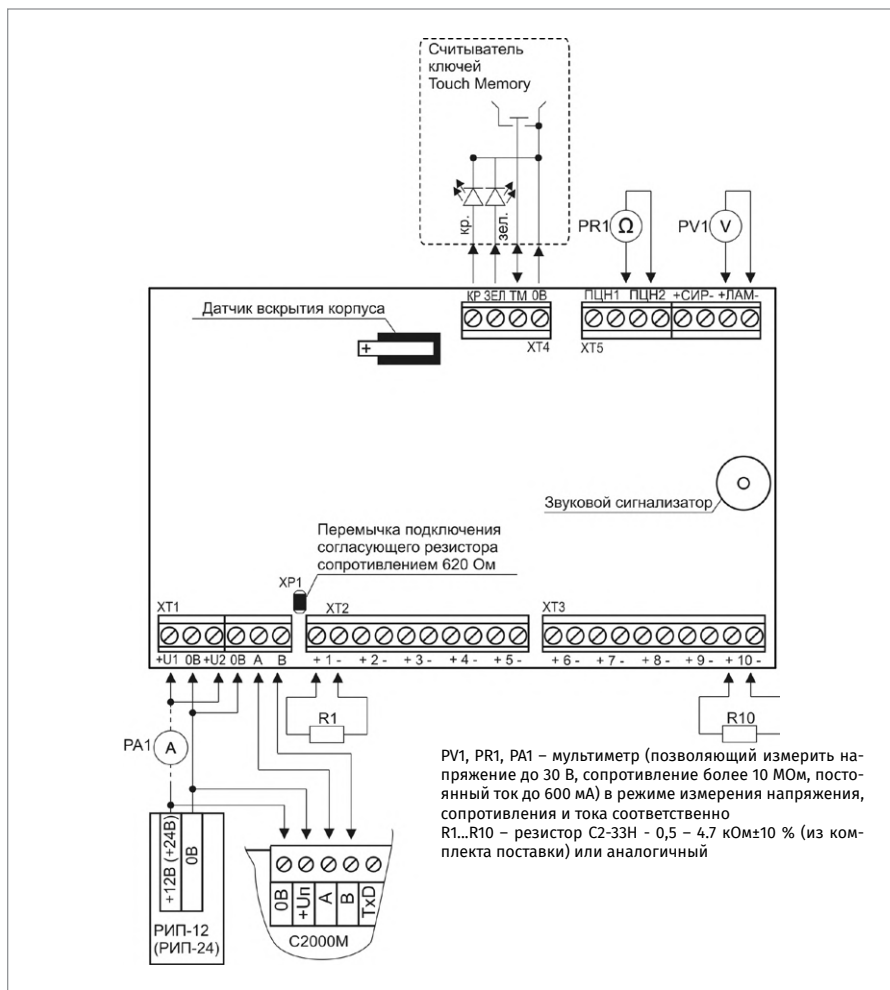 Считыватель
ключей
Touch Memory
кр.
зел.
PR1 Ω
PV1 V
КР ЗЕЛ ТМ 0В
ПЦН1 ПЦН2 +СИР- +ЛАМ-
XT4
XT5
Датчик вскрытия корпуса
+
Звуковой сигнализатор
Перемычка подключения
согласующего резистора
сопротивлением 620 Ом
XP1
XT1
XT2
XT3
+U1 0В +U2 0В А В
+ 1 - + 2 - + 3 - + 4 - + 5 -
+ 6 - + 7 - + 8 - + 9 - + 10 -
R1
R10
PA1 A
PV1, PR1, PA1 – мультиметр (позволяющий измерить на-
пряжение до 30 В, сопротивление более 10 МОм, посто-
янный ток до 600 мА) в режиме измерения напряжения,
сопротивления и тока соответственно
R1...R10 – резистор С2-33Н - 0,5 – 4.7 кОм±10 % (из ком-
плекта поставки) или аналогичный
+12В (+24В)
0В
РИП-12
(РИП-24)
0В
+Uп
А
В
TxD
С2000М